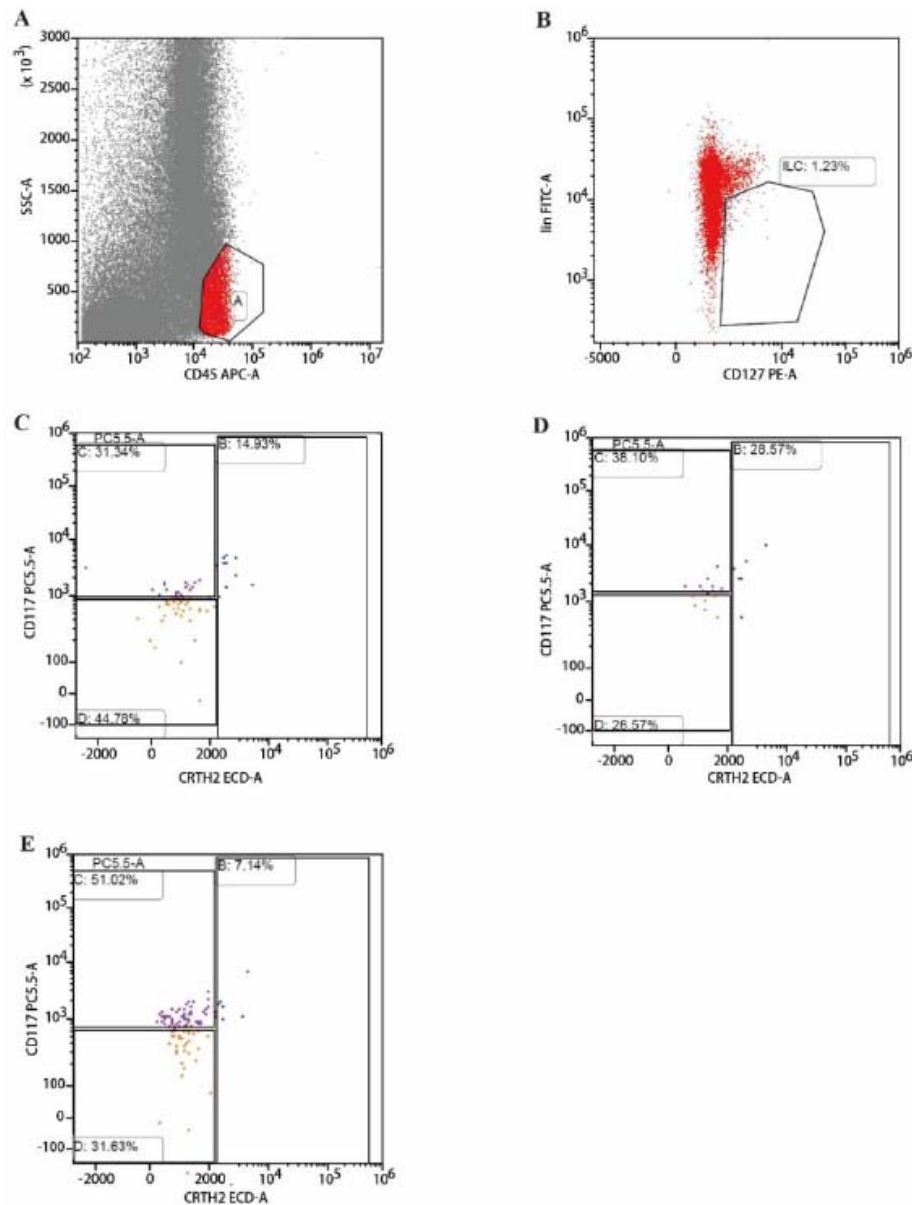 A
(x 10³)
3000
2500
2000
1500
1000
500
SSC-A
A
10² 10³ 10⁴ 10⁵ 10⁶ 10⁷
CD45 APC-A
B
10⁶
10⁵
10⁴
10³
lin FITC-A
ILC: 1.23%
-5000 0 10⁴ 10⁵ 10⁶
CD127 PE-A
C
PC5.5-A
C: 31.34%
B: 14.93%
10⁶
10⁵
10⁴
10³
100
0
-100
CD117 PC5.5-A
D: 44.78%
-2000 0 2000 10⁴ 10⁵ 10⁶
CRTH2 ECD-A
D
PC5.5-A
C: 38.10%
B: 28.57%
10⁶
10⁵
10⁴
10³
100
0
-100
CD117 PC5.5-A
D: 28.57%
-2000 0 2000 10⁴ 10⁵ 10⁶
CRTH2 ECD-A
E
PC5.5-A
C: 51.02%
B: 7.14%
10⁶
10⁵
10⁴
10³
100
0
-100
CD117 PC5.5-A
D: 31.63%
-2000 0 2000 10⁴ 10⁵ 10⁶
CRTH2 ECD-A